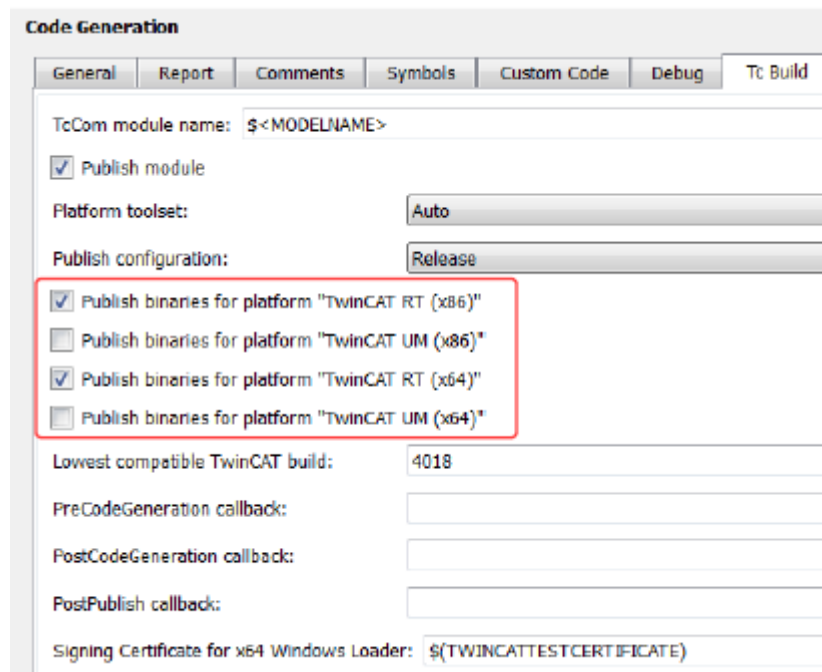 Code Generation
General Report Comments Symbols Custom Code Debug Tc Build
TcCom module name: $<MODELNAME>
Publish module
Platform toolset: Auto
Publish configuration: Release
Publish binaries for platform "TwinCAT RT (x86)"
Publish binaries for platform "TwinCAT UM (x86)"
Publish binaries for platform "TwinCAT RT (x64)"
Publish binaries for platform "TwinCAT UM (x64)"
Lowest compatible TwinCAT build: 4018
PreCodeGeneration callback:
PostCodeGeneration callback:
PostPublish callback:
Signing Certificate for x64 Windows Loader: $(TWINCATTESTCERTIFICATE)